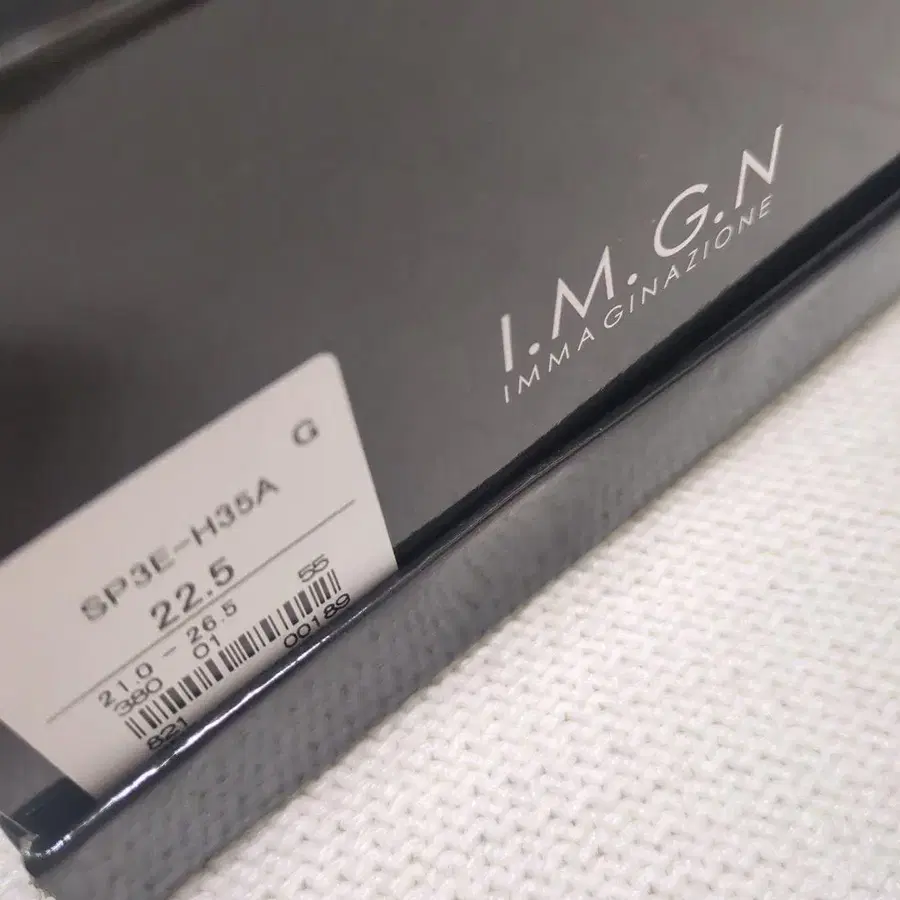 I.M.G.N
IMMAGINAZIONE
G
SP3E-H35A
22.5
21.0 - 26.5 55
380 01
821 00189